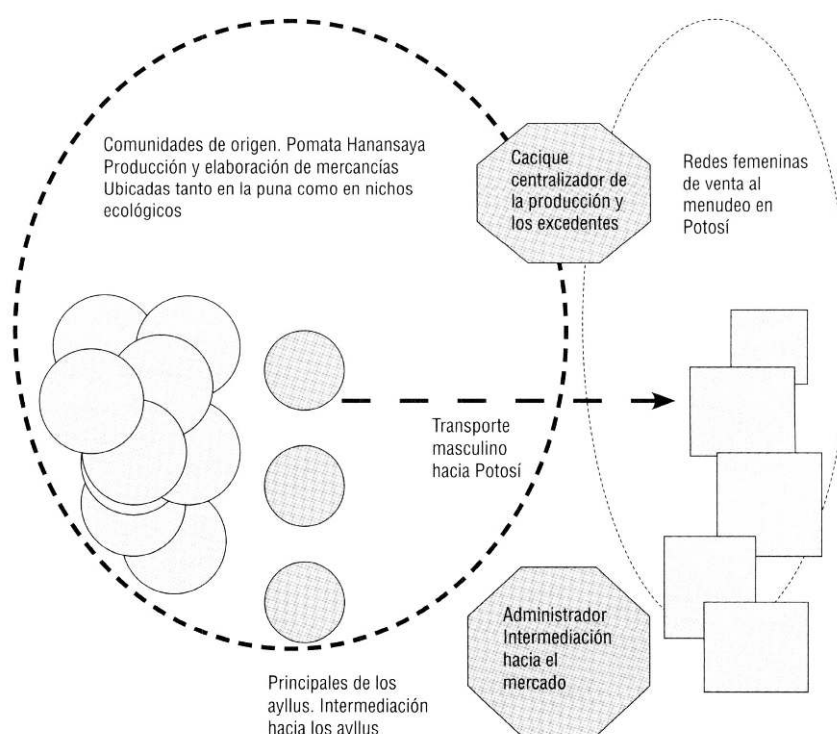 Comunidades de origen. Pomata Hanansaya
Producción y elaboración de mercancías
Ubicadas tanto en la puna como en nichos
ecológicos
Cacique
centralizador de
la producción y
los excedentes
Redes femeninas
de venta al
menudeo en
Potosí
Transporte
masculino
hacia Potosí
Administrador
Intermediación
hacia el
mercado
Principales de los
ayllus. Intermediación
hacia los ayllus